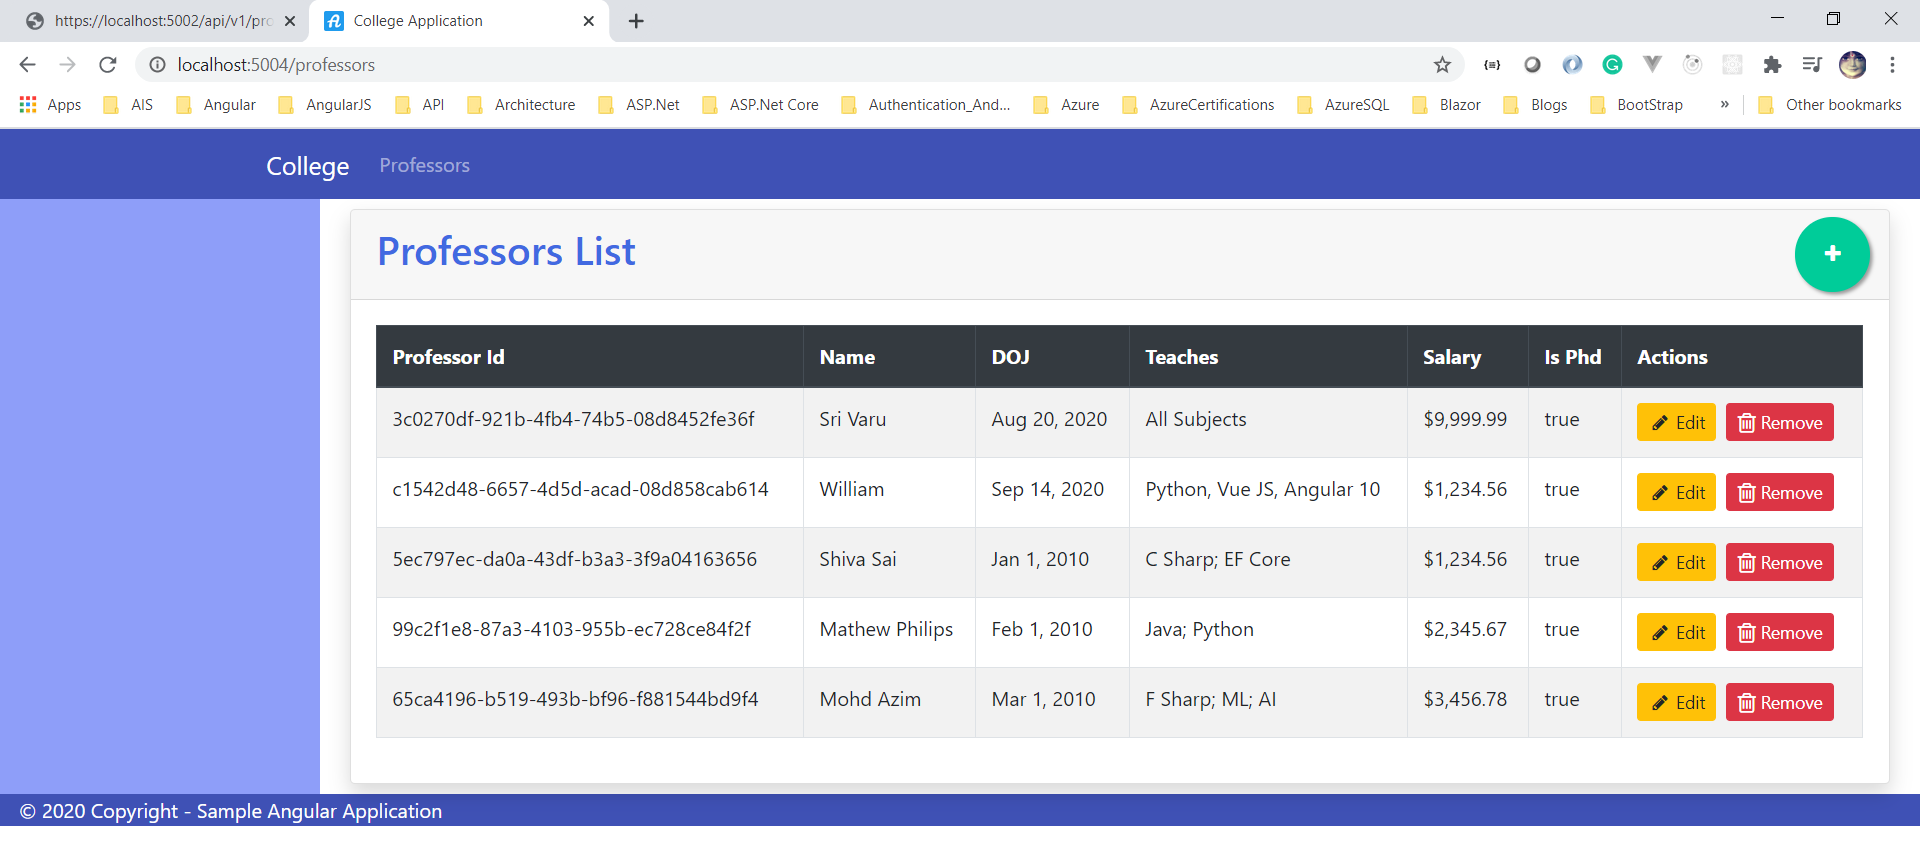 https://localhost:5002/api/v1/pro College Application
localhost:5004/professors
Apps AIS Angular AngularJS API Architecture ASP.Net ASP.Net Core Authentication_And... Azure AzureCertifications AzureSQL Blazor Blogs BootStrap » Other bookmarks
College Professors
Professors List
Professor Id Name DOJ Teaches Salary Is Phd Actions
3c0270df-921b-4fb4-74b5-08d8452fe36f Sri Varu Aug 20, 2020 All Subjects $9,999.99 true Edit Remove
c1542d48-6657-4d5d-acad-08d858cab614 William Sep 14, 2020 Python, Vue JS, Angular 10 $1,234.56 true Edit Remove
5ec797ec-da0a-43df-b3a3-3f9a04163656 Shiva Sai Jan 1, 2010 C Sharp; EF Core $1,234.56 true Edit Remove
99c2f1e8-87a3-4103-955b-ec728ce84f2f Mathew Philips Feb 1, 2010 Java; Python $2,345.67 true Edit Remove
65ca4196-b519-493b-bf96-f881544bd9f4 Mohd Azim Mar 1, 2010 F Sharp; ML; AI $3,456.78 true Edit Remove
© 2020 Copyright - Sample Angular Application